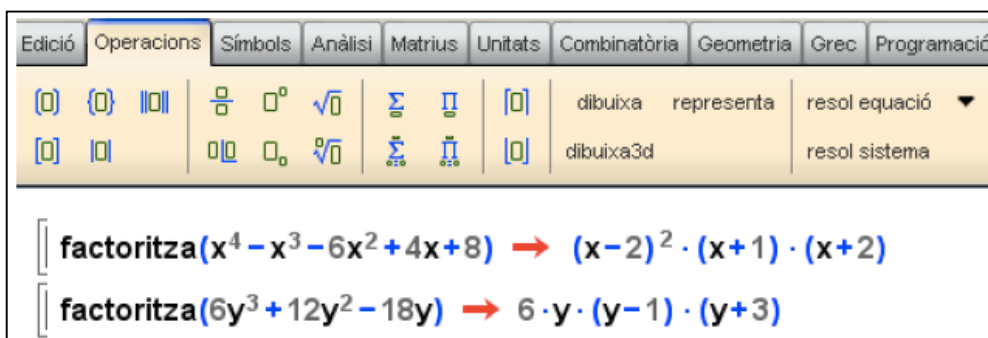 Edició Operacions Símbols Anàlisi Matrius Unitats Combinatòria Geometria Grec Programació
dibuixa representa resol equació
dibuixa3d resol sistema
factoritza(x⁴−x³−6x²+4x+8) → (x−2)²·(x+1)·(x+2)
factoritza(6y³+12y²−18y) → 6·y·(y−1)·(y+3)